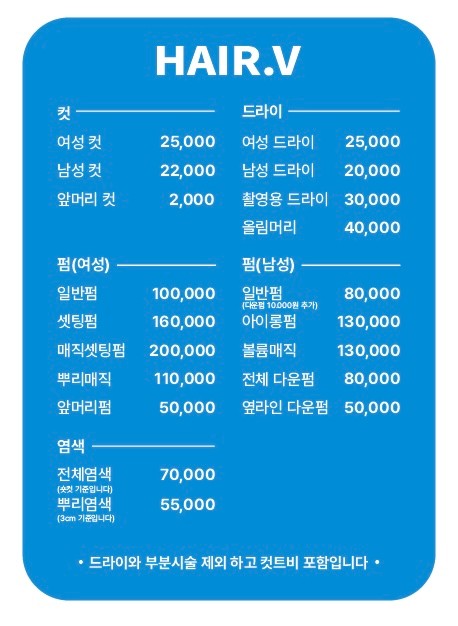 HAIR.V
컷
여성 컷 25,000
남성 컷 22,000
앞머리 컷 2,000
드라이
여성 드라이 25,000
남성 드라이 20,000
촬영용 드라이 30,000
올림머리 40,000
펌(여성)
일반펌 100,000
셋팅펌 160,000
매직셋팅펌 200,000
뿌리매직 110,000
앞머리펌 50,000
펌(남성)
일반펌 80,000
(다운펌 10.000원 추가)
아이롱펌 130,000
볼륨매직 130,000
전체 다운펌 80,000
옆라인 다운펌 50,000
염색
전체염색 70,000
(숏컷 기준입니다)
뿌리염색 55,000
(3cm 기준입니다)
• 드라이와 부분시술 제외 하고 컷트비 포함입니다 •